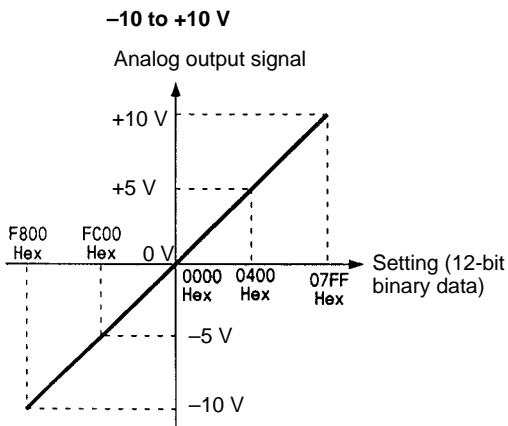 –10 to +10 V
Analog output signal
+10 V
+5 V
F800
Hex
FC00
Hex
0 V
0000
Hex
0400
Hex
07FF
Hex
Setting (12-bit
binary data)
–5 V
–10 V